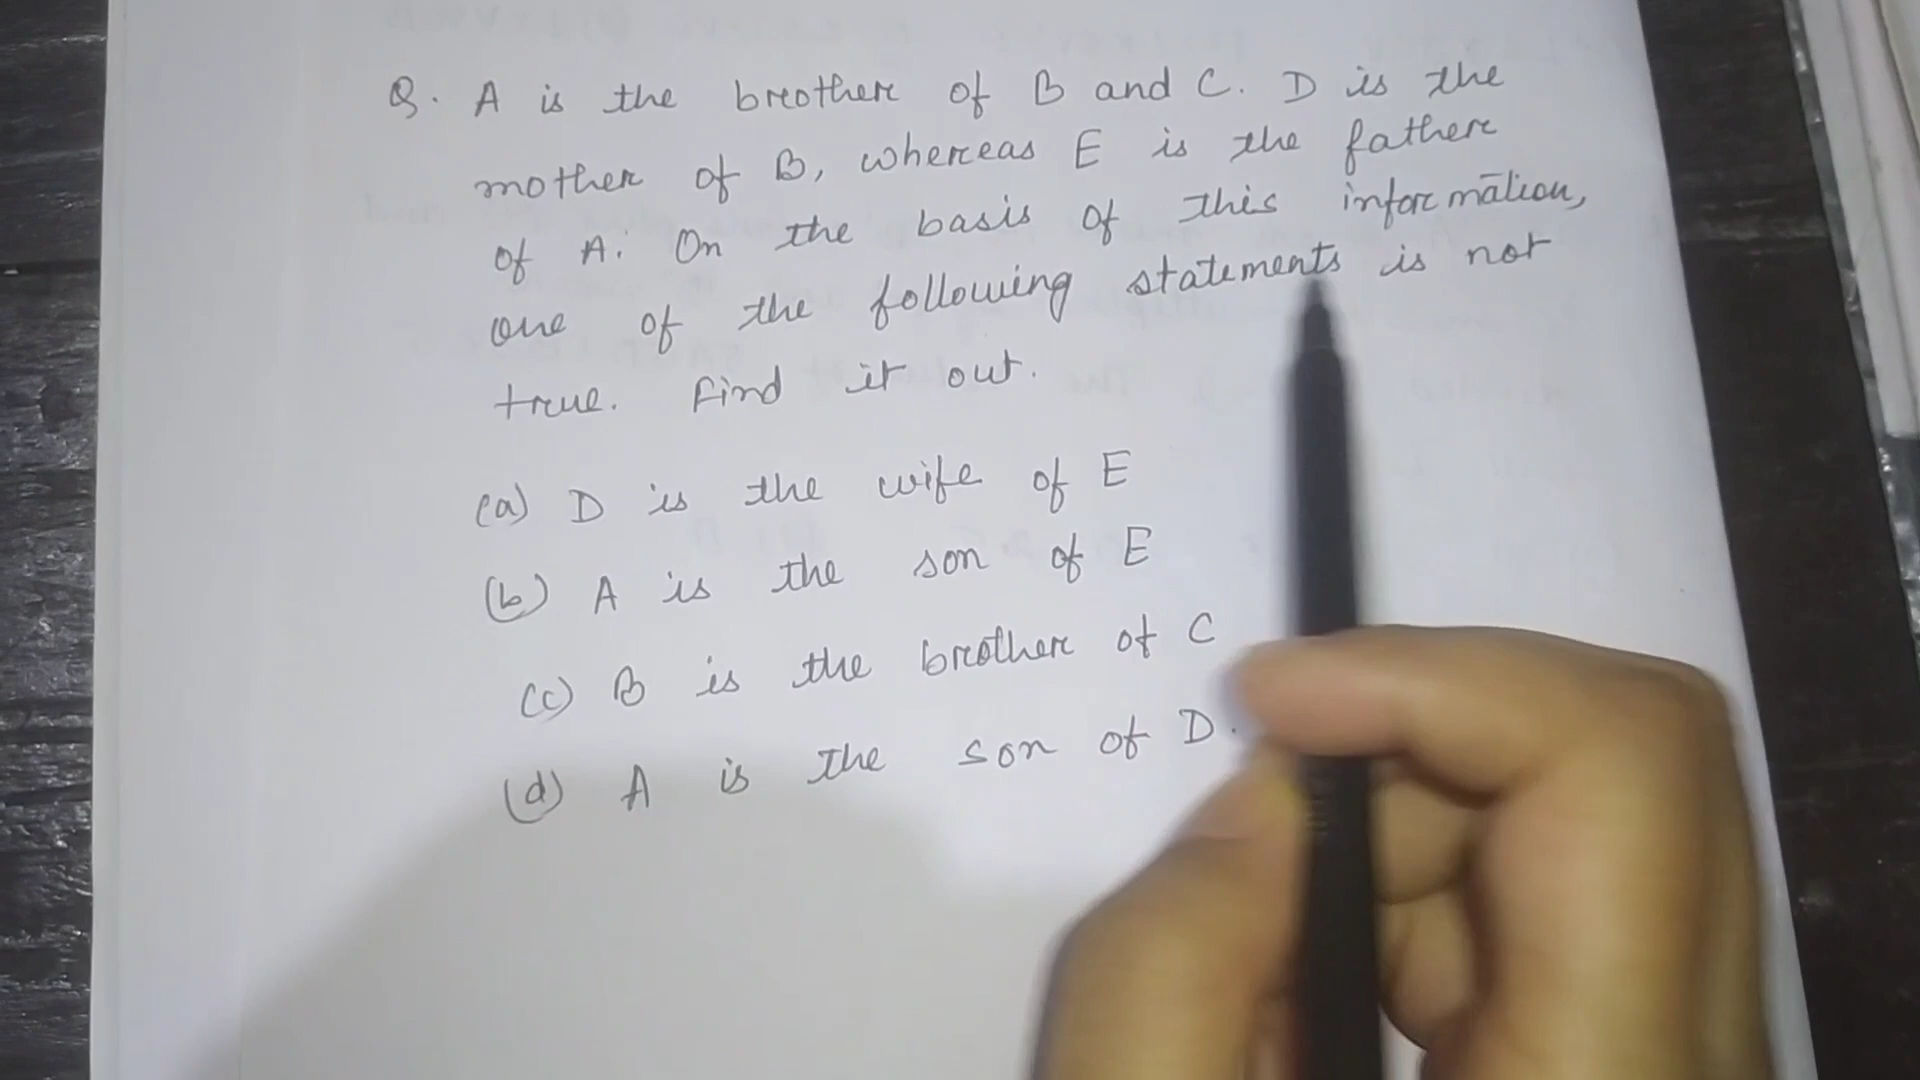 Q. A is the brother of B and C. D is the
mother of B, whereas E is the father
of A. On the basis of this information,
one of the following statements is not
true. Find it out.
(a) D is the wife of E
(b) A is the son of E
(c) B is the brother of C
(d) A is the son of D.